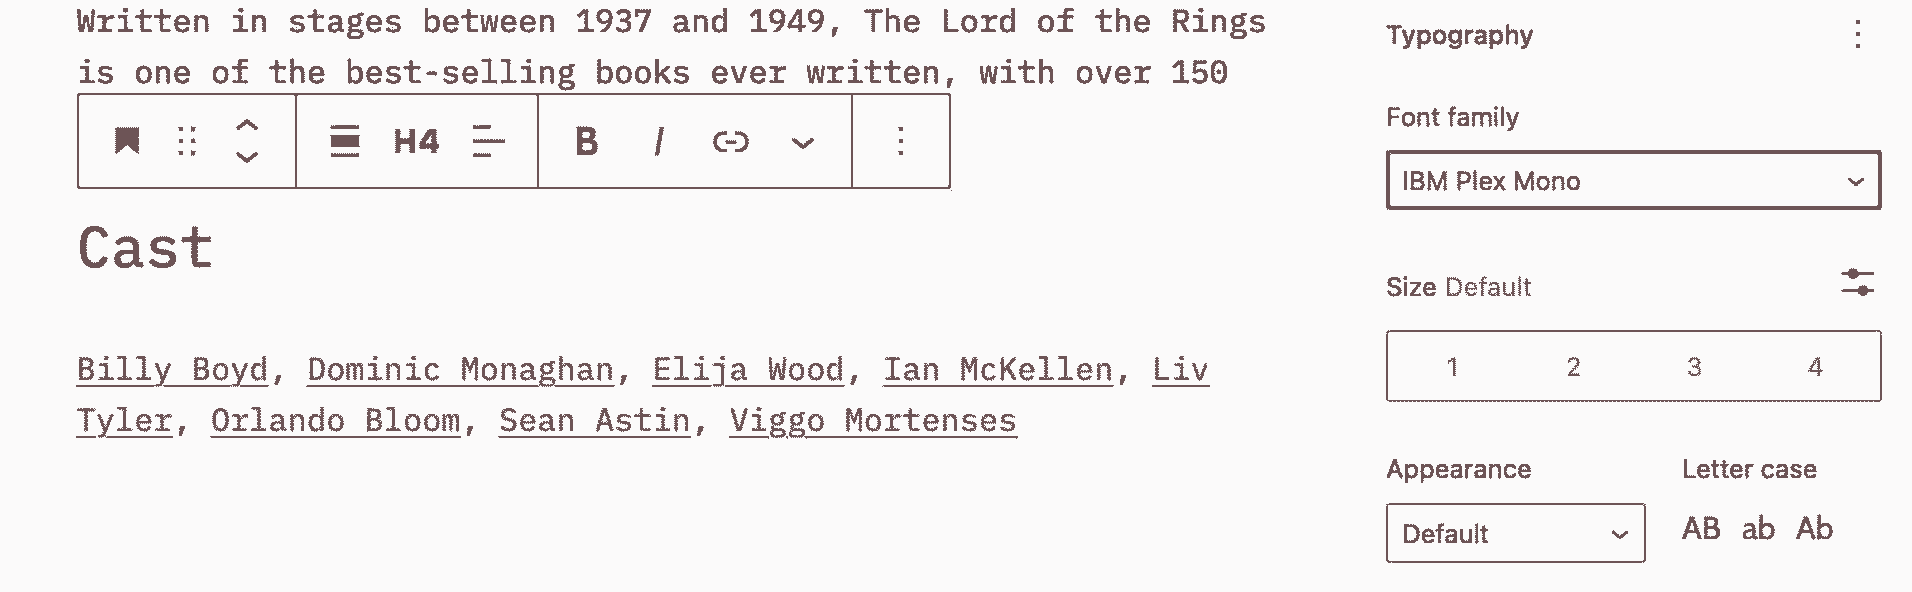 Written in stages between 1937 and 1949, The Lord of the Rings
is one of the best-selling books ever written, with over 150
H4 B I
Cast
Billy Boyd, Dominic Monaghan, Elija Wood, Ian McKellen, Liv
Tyler, Orlando Bloom, Sean Astin, Viggo Mortenses
Typography
Font family
IBM Plex Mono
Size Default
1 2 3 4
Appearance
Default
Letter case
AB ab Ab